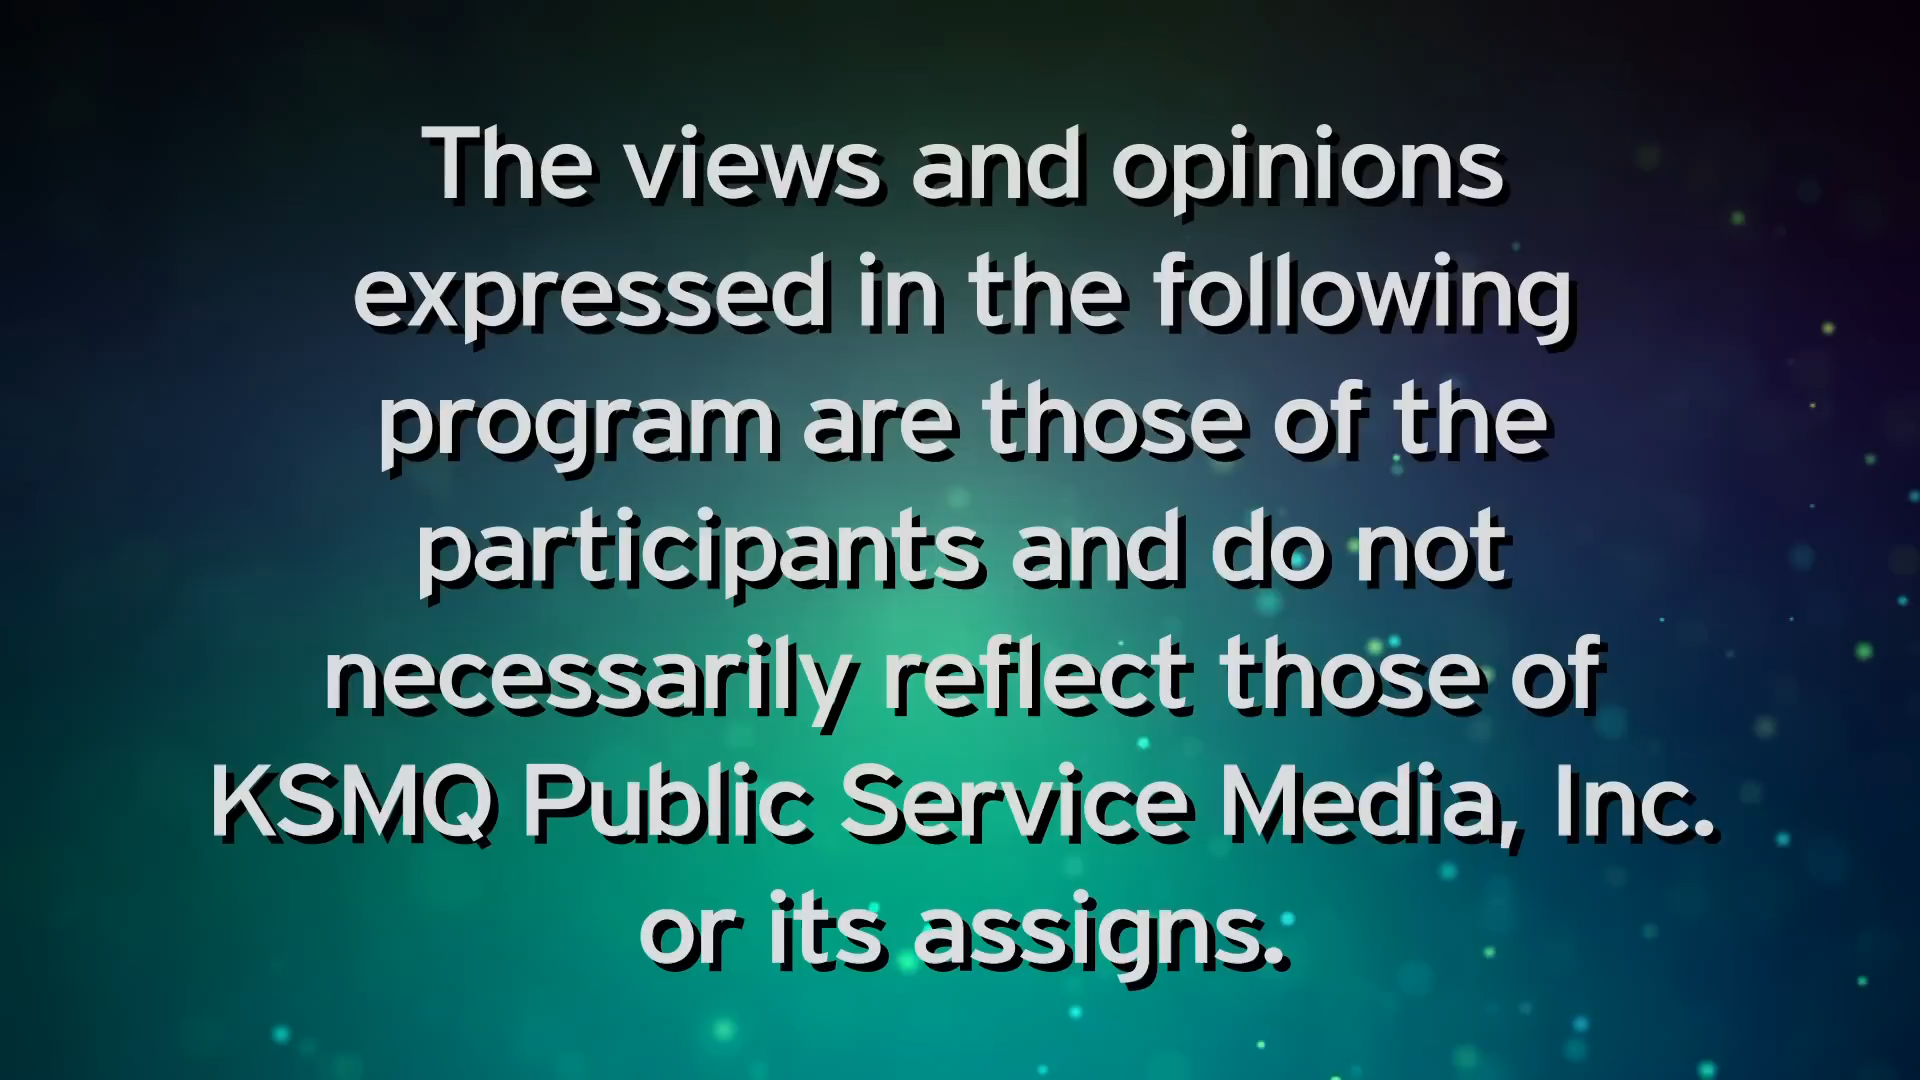 The views and opinions
expressed in the following
program are those of the
participants and do not
necessarily reflect those of
KSMQ Public Service Media, Inc.
or its assigns.